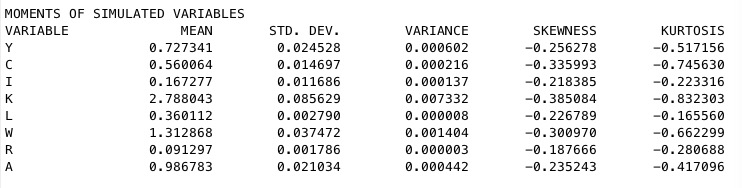 MOMENTS OF SIMULATED VARIABLES
VARIABLE MEAN STD. DEV. VARIANCE SKEWNESS KURTOSIS
Y 0.727341 0.024528 0.000602 -0.256278 -0.517156
C 0.560064 0.014697 0.000216 -0.335993 -0.745630
I 0.167277 0.011686 0.000137 -0.218385 -0.223316
K 2.788043 0.085629 0.007332 -0.385084 -0.832303
L 0.360112 0.002790 0.000008 -0.226789 -0.165560
W 1.312868 0.037472 0.001404 -0.300970 -0.662299
R 0.091297 0.001786 0.000003 -0.187666 -0.280688
A 0.986783 0.021034 0.000442 -0.235243 -0.417096